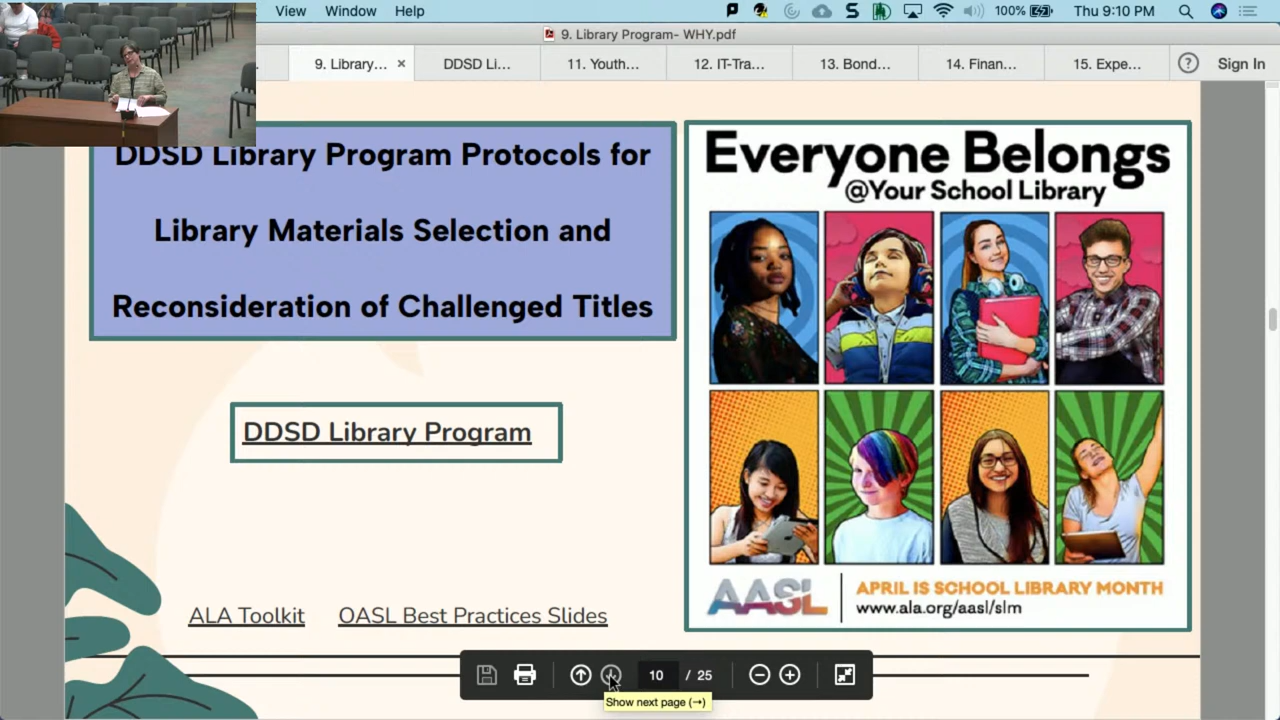 View Window Help
100%
Thu 9:10 PM
9. Library Program- WHY.pdf
9. Library...
DDSD Li...
11. Youth...
12. IT-Tra...
13. Bond...
14. Finan...
15. Expe...
Sign In
DDSD Library Program Protocols for
Library Materials Selection and
Reconsideration of Challenged Titles
DDSD Library Program
ALA Toolkit
OASL Best Practices Slides
Everyone Belongs
@Your School Library
AASL
APRIL IS SCHOOL LIBRARY MONTH
www.ala.org/aasl/slm
10 / 25
Show next page (→)